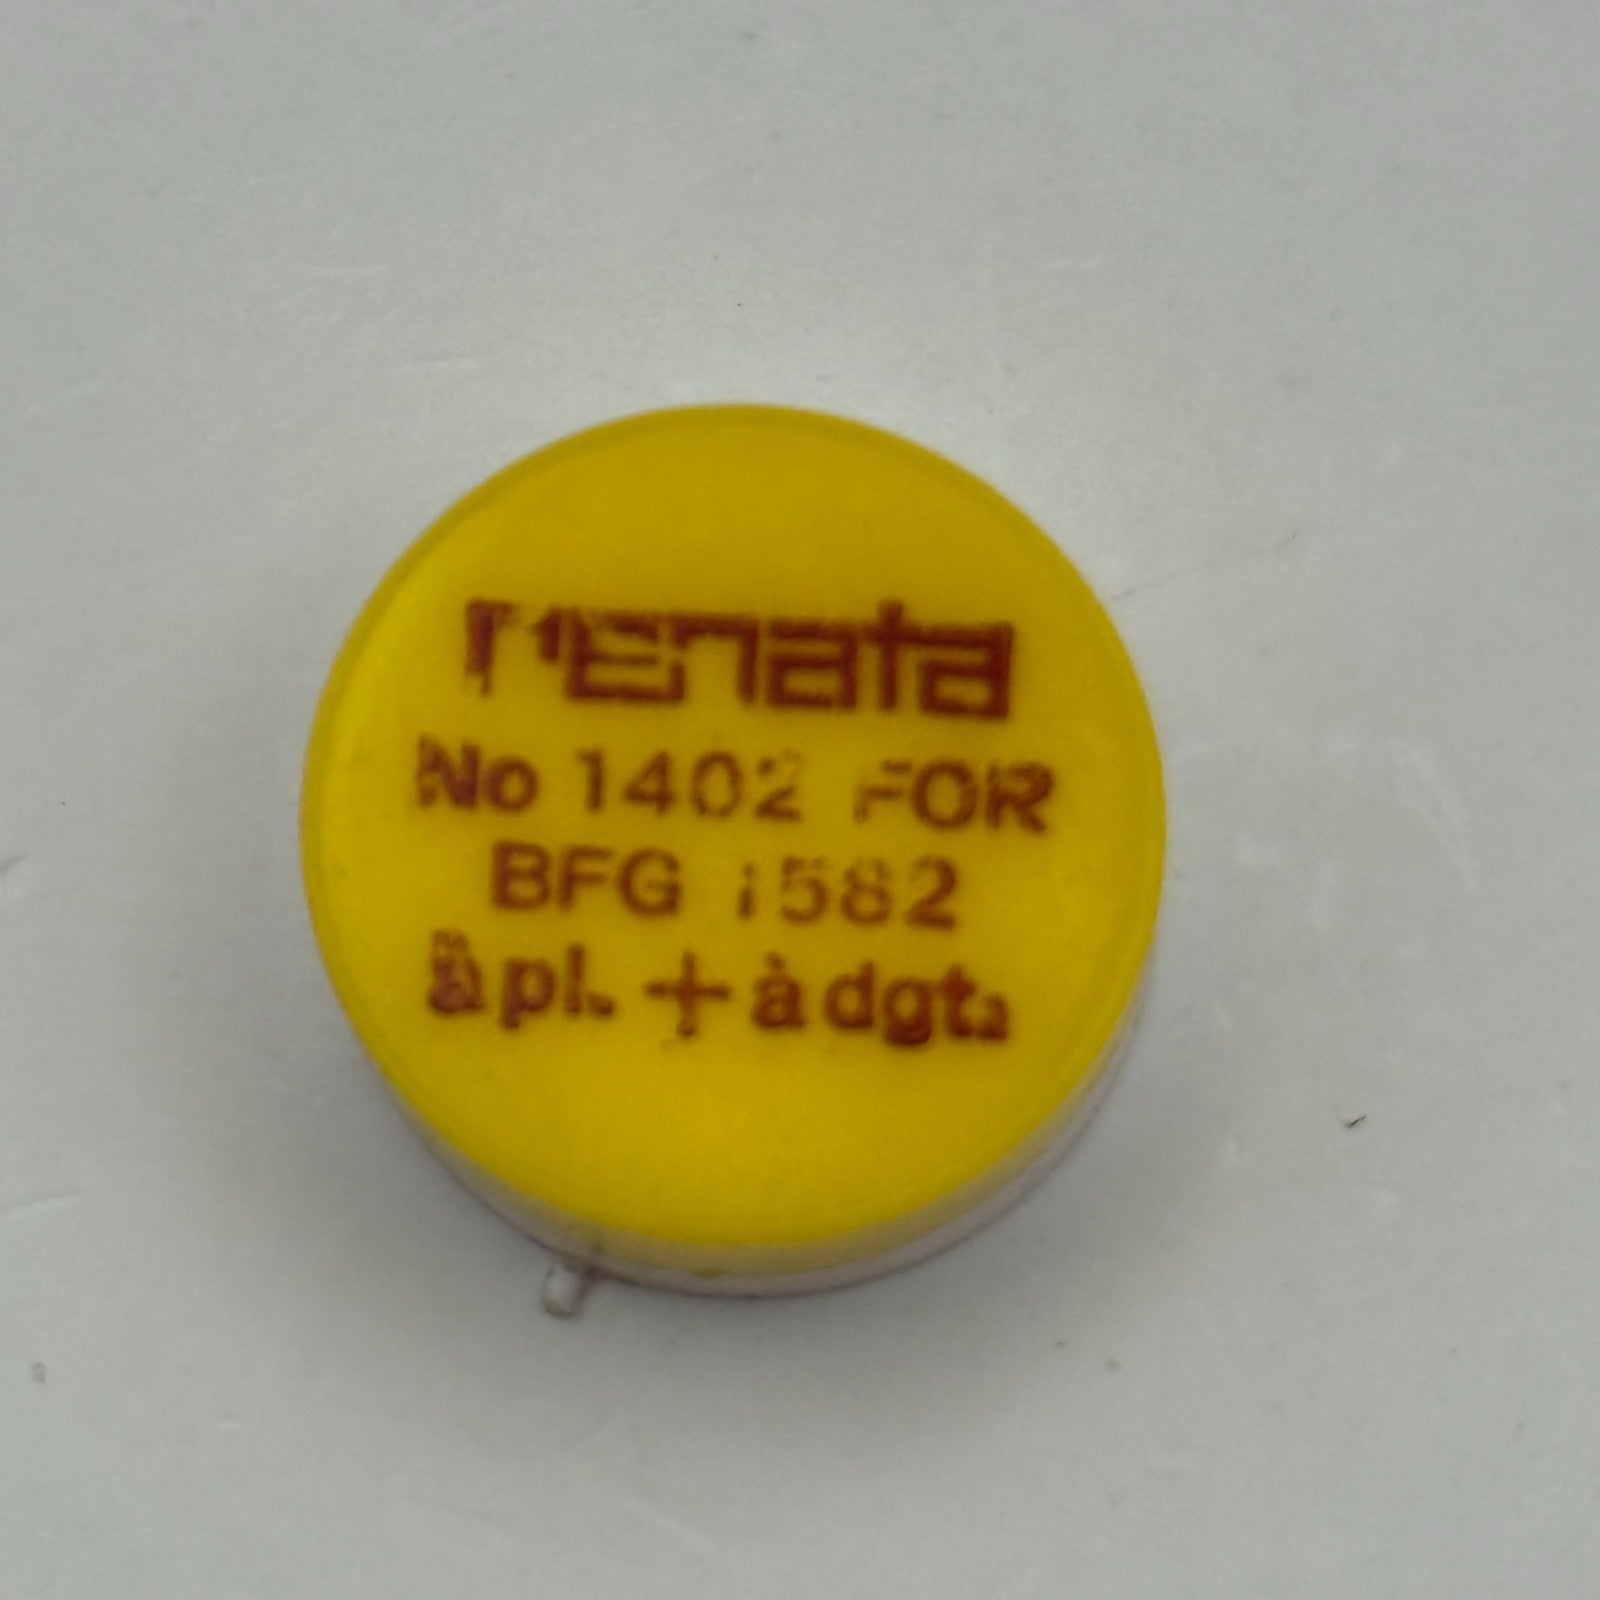 renata
No 1402 FOR
BFG 1582
à pl. + à dgt.